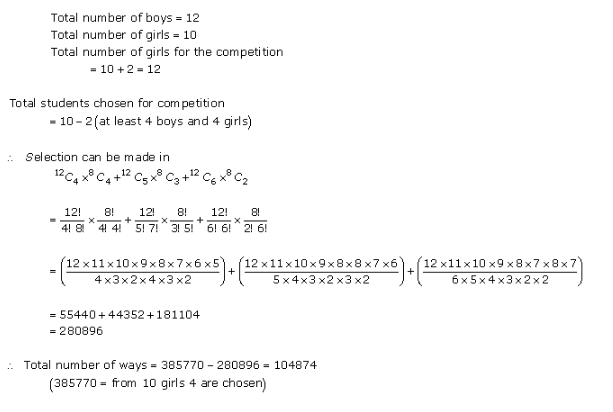 Total number of boys = 12
Total number of girls = 10
Total number of girls for the competition
= 10 + 2 = 12
Total students chosen for competition
= 10 – 2 (at least 4 boys and 4 girls)
∴ Selection can be made in
¹²C₄ ×⁸C₄ +¹² C₅ ×⁸ C₃ +¹² C₆ ×⁸C₂
= 12!/4! 8! × 8!/4! 4! + 12!/5! 7! × 8!/3! 5! + 12!/6! 6! × 8!/2! 6!
= (12 × 11 × 10 × 9 × 8 × 7 × 6 × 5/4 × 3 × 2 × 4 × 3 × 2) + (12 × 11 × 10 × 9 × 8 × 8 × 7 × 6/5 × 4 × 3 × 2 × 3 × 2) + (12 × 11 × 10 × 9 × 8 × 7 × 8 × 7/6 × 5 × 4 × 3 × 2 × 2)
= 55440 + 44352 + 181104
= 280896
∴ Total number of ways = 385770 – 280896 = 104874
(385770 = from 10 girls 4 are chosen)